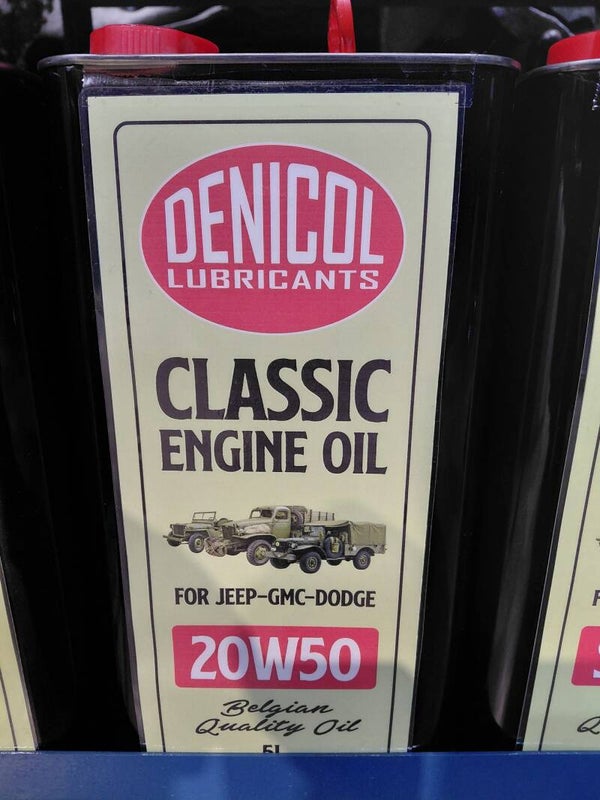 DENICOL
LUBRICANTS
CLASSIC
ENGINE OIL
FOR JEEP-GMC-DODGE
20W50
Belgian
Quality Oil
5L